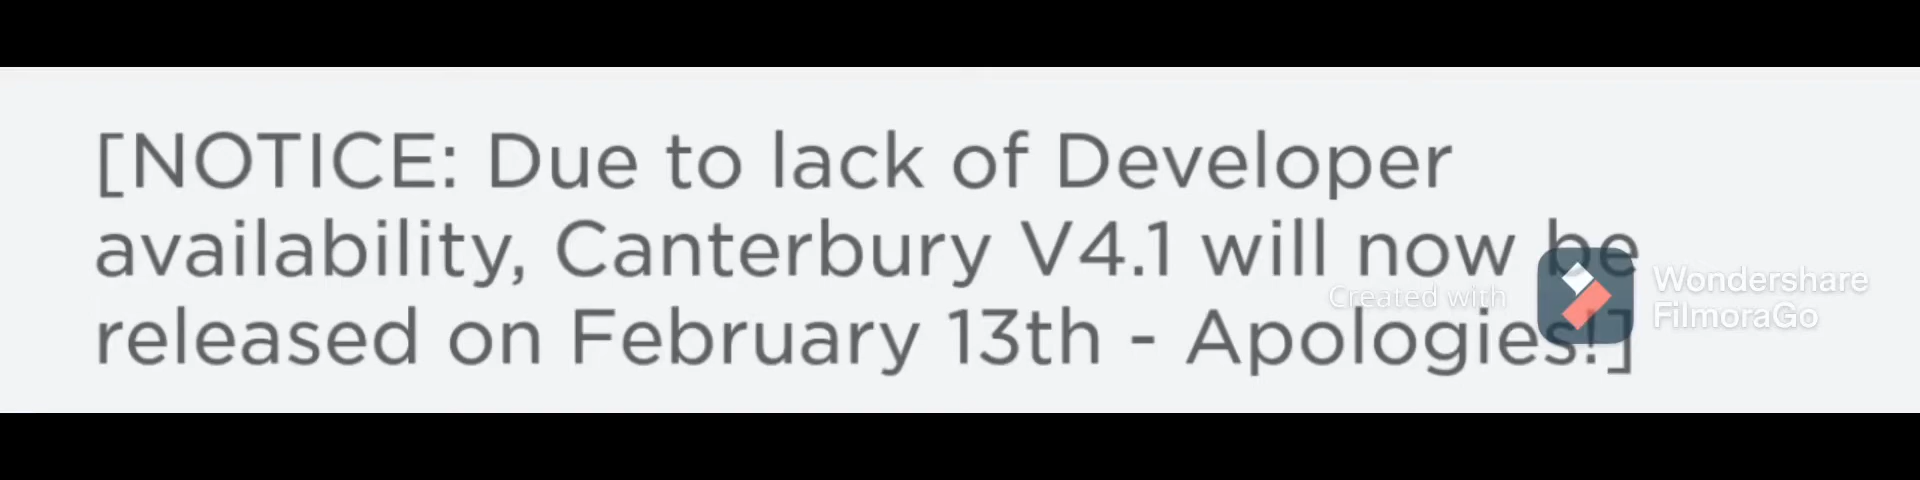 [NOTICE: Due to lack of Developer
availability, Canterbury V4.1 will now be
released on February 13th - Apologies!]
Created with
Wondershare
FilmoraGo